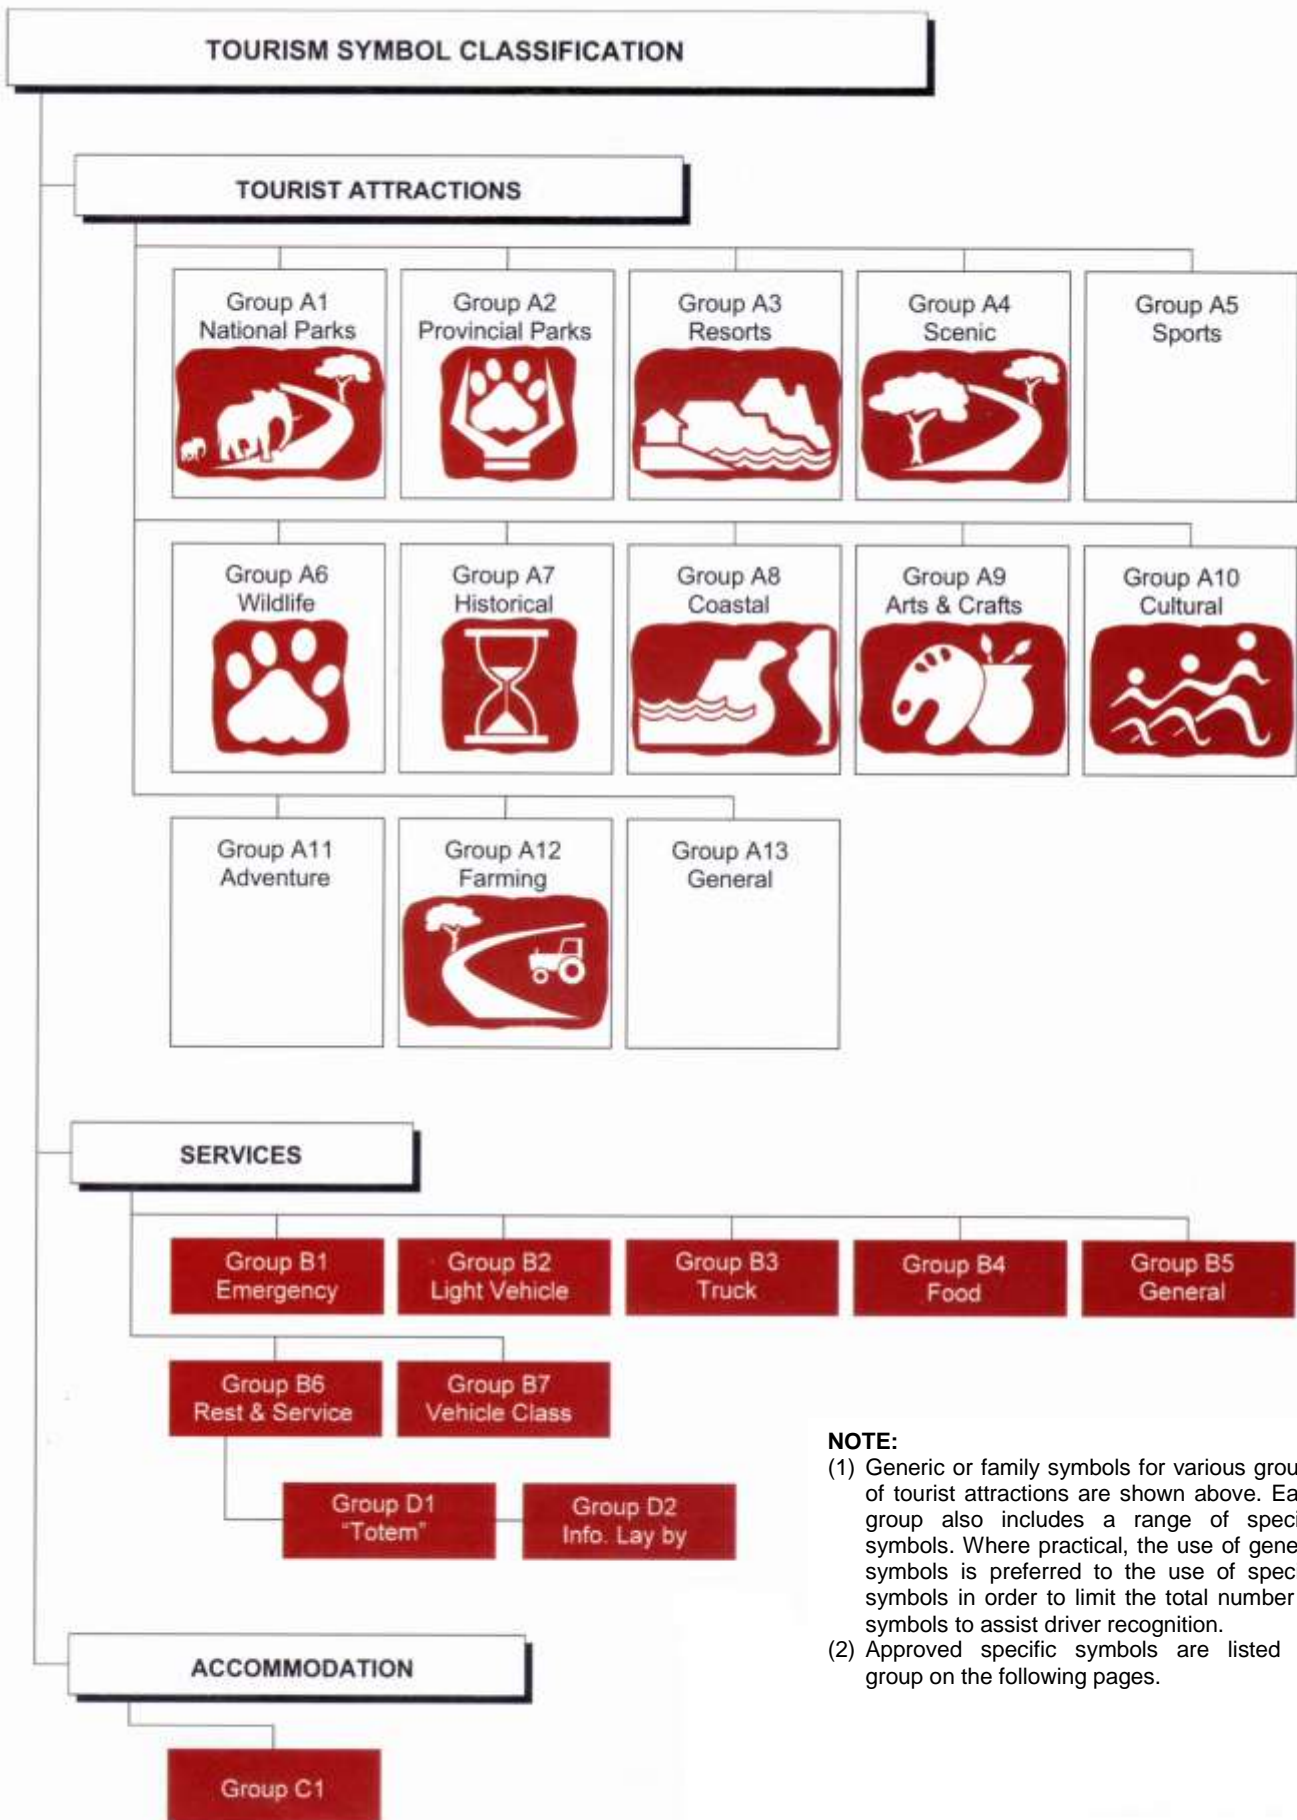 TOURISM SYMBOL CLASSIFICATION
TOURIST ATTRACTIONS
Group A1
National Parks
Group A2
Provincial Parks
Group A3
Resorts
Group A4
Scenic
Group A5
Sports
Group A6
Wildlife
Group A7
Historical
Group A8
Coastal
Group A9
Arts & Crafts
Group A10
Cultural
Group A11
Adventure
Group A12
Farming
Group A13
General
SERVICES
Group B1
Emergency
Group B2
Light Vehicle
Group B3
Truck
Group B4
Food
Group B5
General
Group B6
Rest & Service
Group B7
Vehicle Class
Group D1
"Totem"
Group D2
Info. Lay by
NOTE:
(1) Generic or family symbols for various
of tourist attractions are shown above.
group also includes a range of
symbols. Where practical, the use of
symbols is preferred to the use of
symbols in order to limit the total number
symbols to assist driver recognition.
(2) Approved specific symbols are listed
group on the following pages.
ACCOMMODATION
Group C1